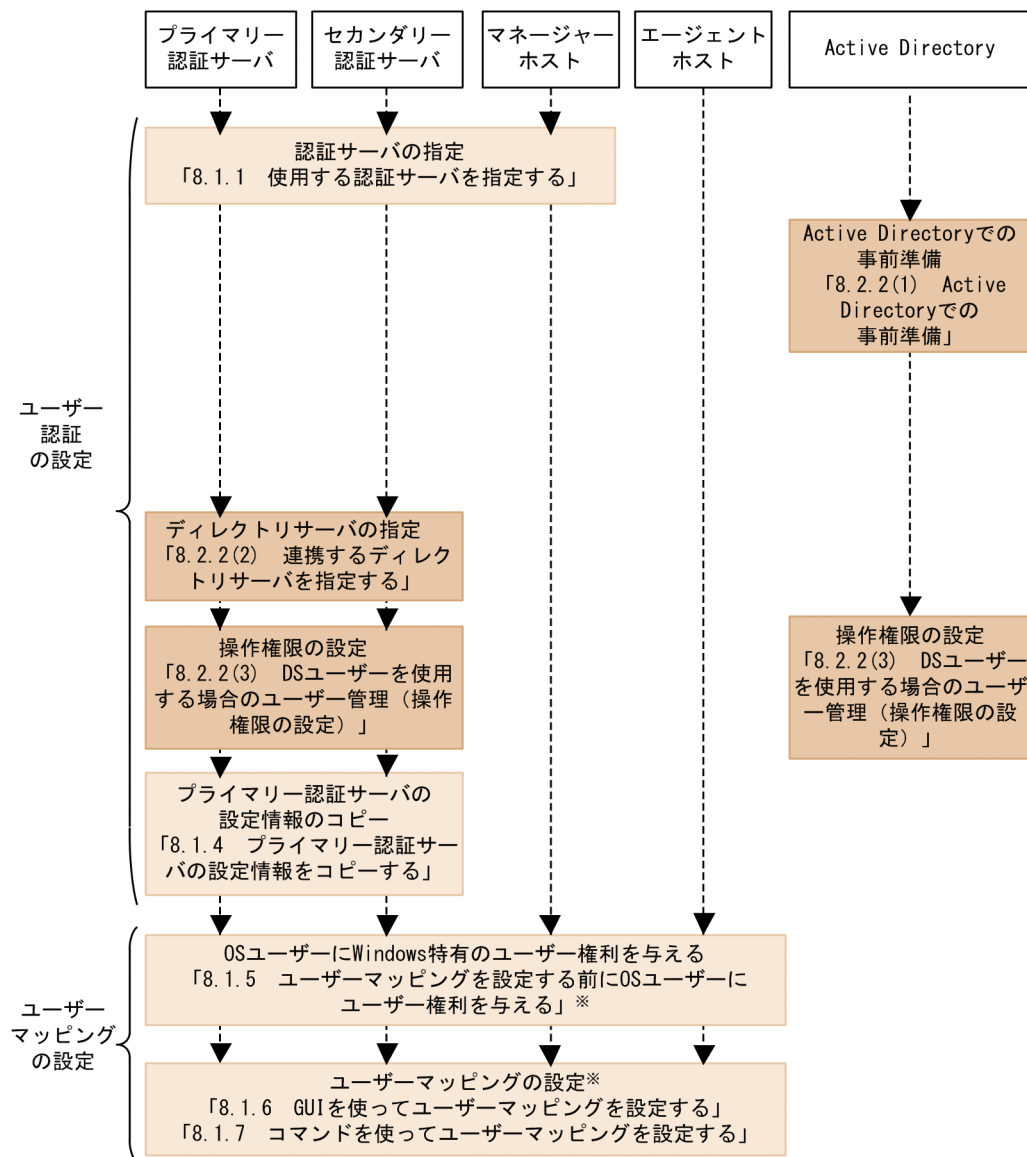 プライマリー
認証サーバ
セカンダリー
認証サーバ
マネージャー
ホスト
エージェント
ホスト
Active Directory
認証サーバの指定
「8.1.1　使用する認証サーバを指定する」
Active Directoryでの
事前準備
「8.2.2(1)　Active
Directoryでの
事前準備」
ユーザー
認証
の設定
ディレクトリサーバの指定
「8.2.2(2)　連携するディレク
トリサーバを指定する」
操作権限の設定
「8.2.2(3)　DSユーザーを使用
する場合のユーザー管理（操作
権限の設定）」
操作権限の設定
「8.2.2(3)　DSユーザー
を使用する場合のユーザ
ー管理（操作権限の設
定）」
プライマリー認証サーバの
設定情報のコピー
「8.1.4　プライマリー認証サー
バの設定情報をコピーする」
ユーザー
マッピング
の設定
OSユーザーにWindows特有のユーザー権利を与える
「8.1.5　ユーザーマッピングを設定する前にOSユーザーに
ユーザー権利を与える」※
ユーザーマッピングの設定※
「8.1.6　GUIを使ってユーザーマッピングを設定する」
「8.1.7　コマンドを使ってユーザーマッピングを設定する」